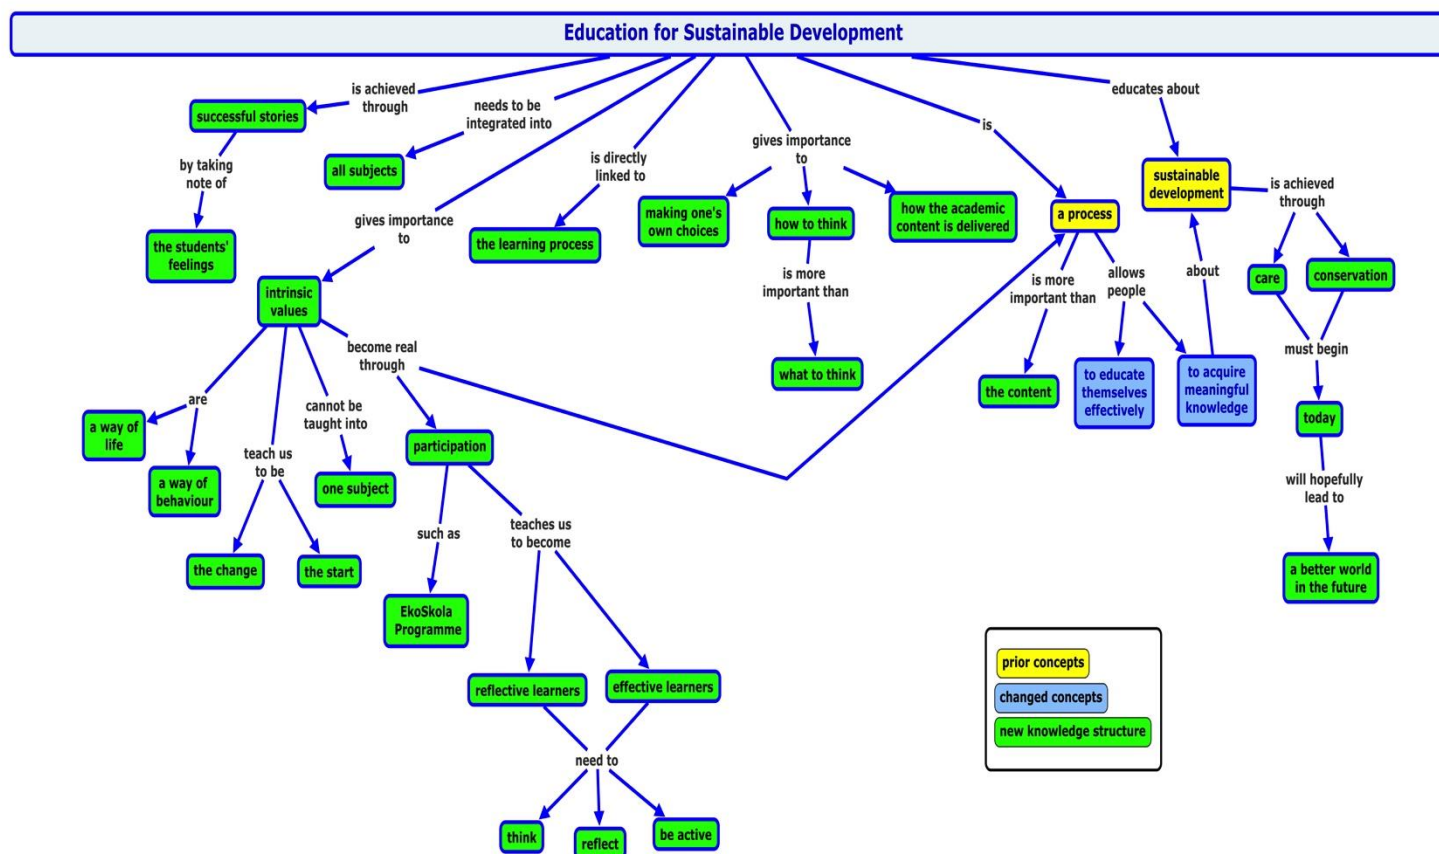 Education for Sustainable Development
is achieved
through
successful stories
by taking
note of
the students'
feelings
needs to be
integrated into
all subjects
gives importance
to
intrinsic
values
are
a way of
life
a way of
behaviour
teach us
to be
the change
the start
cannot be
taught into
one subject
become real
through
participation
such as
EkoSkola
Programme
teaches us
to become
reflective learners
effective learners
need to
think
reflect
be active
is directly
linked to
the learning process
gives importance
to
making one's
own choices
how to think
how the academic
content is delivered
is more
important than
what to think
is
a process
is more
important than
the content
allows
people
to educate
themselves
effectively
to acquire
meaningful
knowledge
about
educates about
sustainable
development
is achieved
through
care
conservation
must begin
today
will hopefully
lead to
a better world
in the future
prior concepts
changed concepts
new knowledge structure